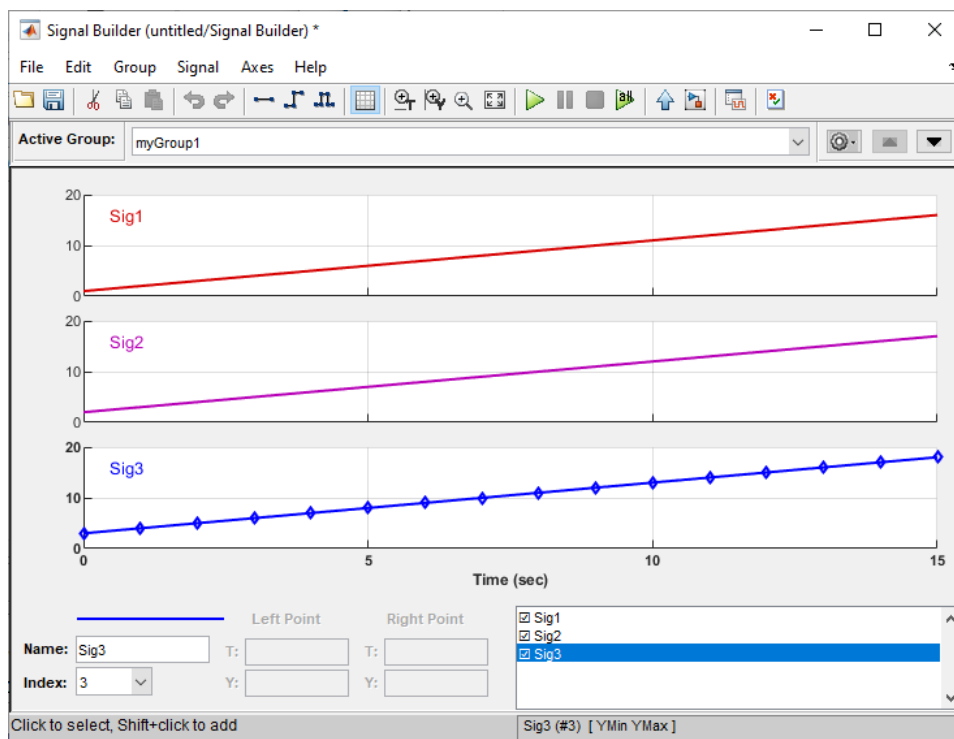 Signal Builder (untitled/Signal Builder) *
File Edit Group Signal Axes Help
Active Group: myGroup1
20
Sig1
10
0
20
Sig2
10
0
20
Sig3
10
0
0 5 10 15
Time (sec)
Left Point Right Point
Name: Sig3 T: T:
Index: 3 Y: Y:
Sig1
Sig2
Sig3
Click to select, Shift+click to add
Sig3 (#3) [ YMin YMax ]